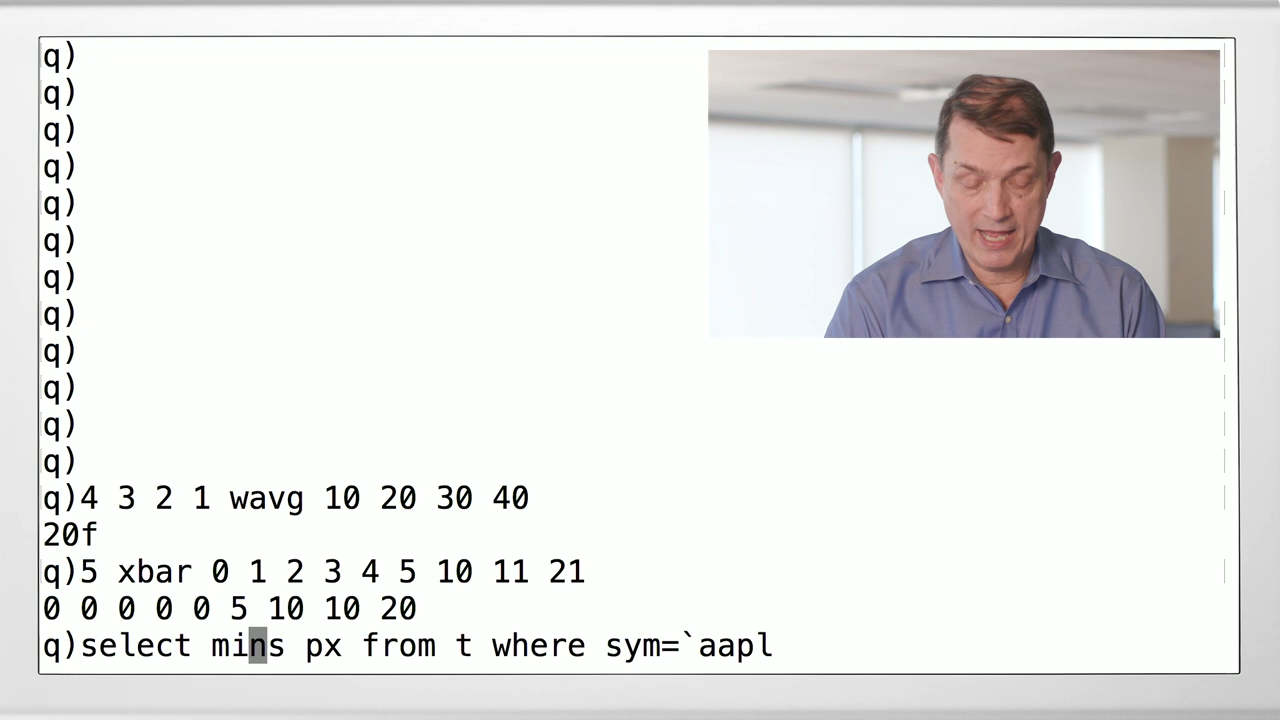 q)
q)
q)
q)
q)
q)
q)
q)
q)
q)
q)
q)
q)4 3 2 1 wavg 10 20 30 40
20f
q)5 xbar 0 1 2 3 4 5 10 11 21
0 0 0 0 0 5 10 10 20
q)select mins px from t where sym=`aapl